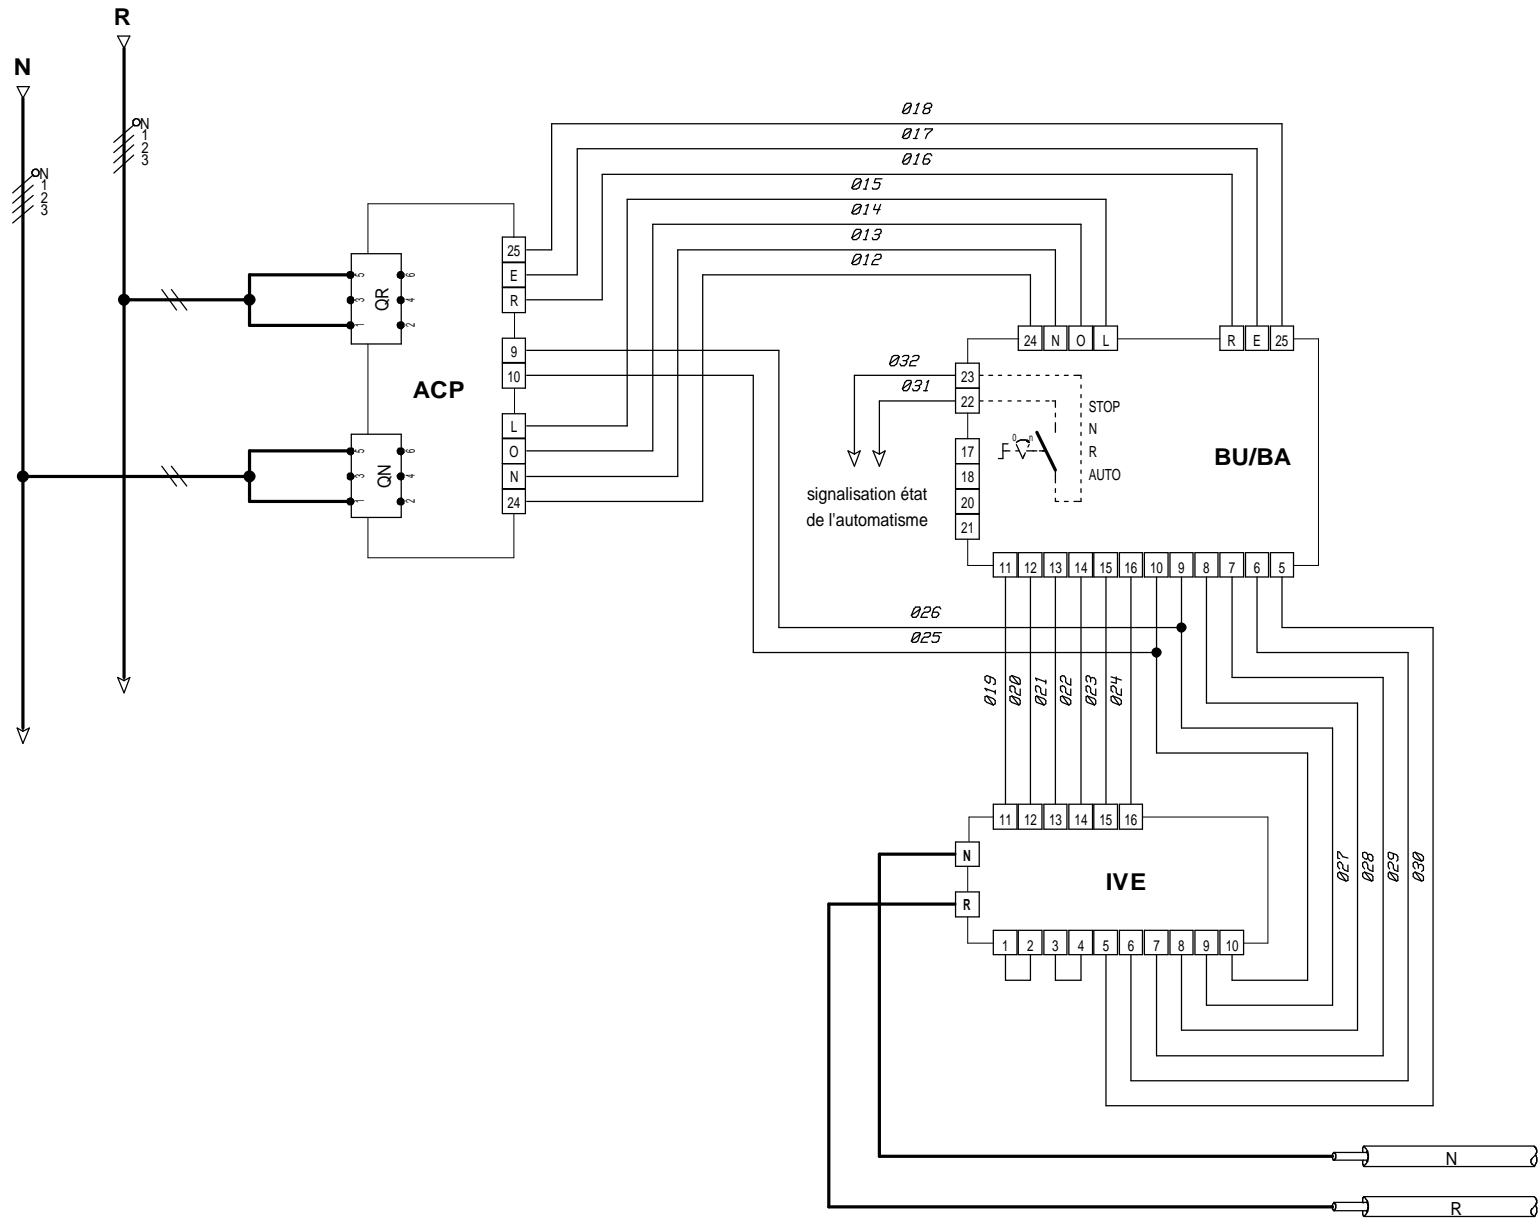 R
N
N
1
2
3
N
1
2
3
018
017
016
015
014
013
012
25
E
R
9
10
L
O
N
24
ACP
QR
5
3
1
6
4
2
QN
5
3
1
6
4
2
24 N O L R E 25
032
031
23
22
17
18
20
21
STOP
N
R
AUTO
0 n
BU/BA
signalisation état
de l'automatisme
11 12 13 14 15 16 10 9 8 7 6 5
026
025
019
020
021
022
023
024
11 12 13 14 15 16
N
R
IVE
027
028
029
030
1 2 3 4 5 6 7 8 9 10
N
R